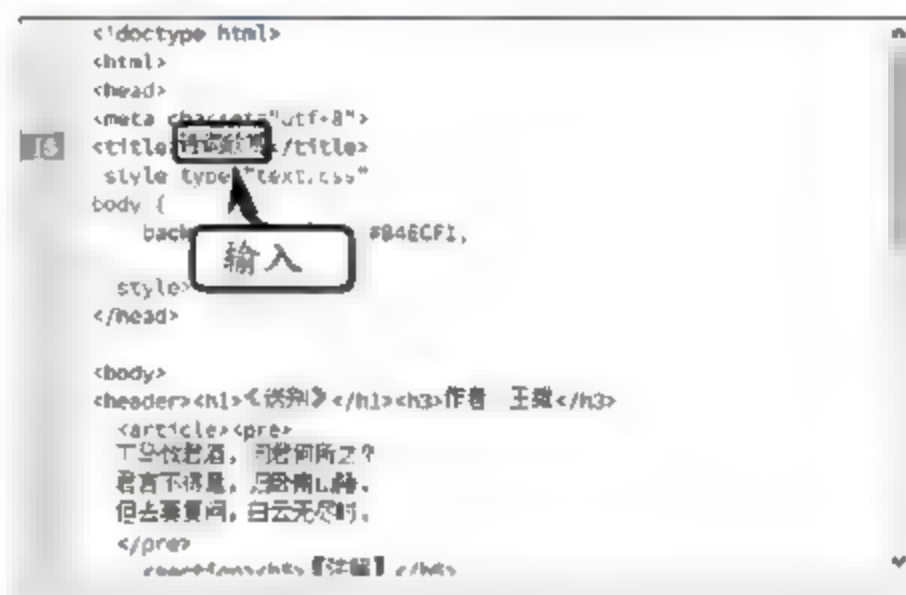 <!doctype html>
<html>
<head>
<meta charset="utf-8">
<title </title>
style type="text/css"
body {
back #B4ECF1;
输入
style>
</head>
<body>
<header><h1>《送别》</h1><h3>作者 王维</h3>
<article><pre>
下马饮君酒，问君何所之？
君言不得意，归卧南山陲。
但去莫复问，白云无尽时。
</pre>